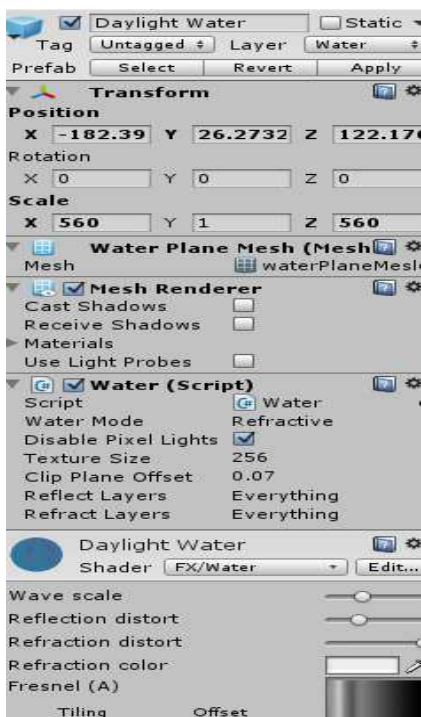 Daylight Water Static
Tag Untagged Layer Water
Prefab Select Revert Apply
Transform
Position
X -182.39 Y 26.2732 Z 122.170
Rotation
X 0 Y 0 Z 0
Scale
X 560 Y 1 Z 560
Water Plane Mesh (Mesh
Mesh waterPlaneMesh
Mesh Renderer
Cast Shadows
Receive Shadows
Materials
Use Light Probes
Water (Script)
Script Water
Water Mode Refractive
Disable Pixel Lights
Texture Size 256
Clip Plane Offset 0.07
Reflect Layers Everything
Refract Layers Everything
Daylight Water
Shader FX/Water Edit...
Wave scale
Reflection distort
Refraction distort
Refraction color
Fresnel (A)
Tiling Offset